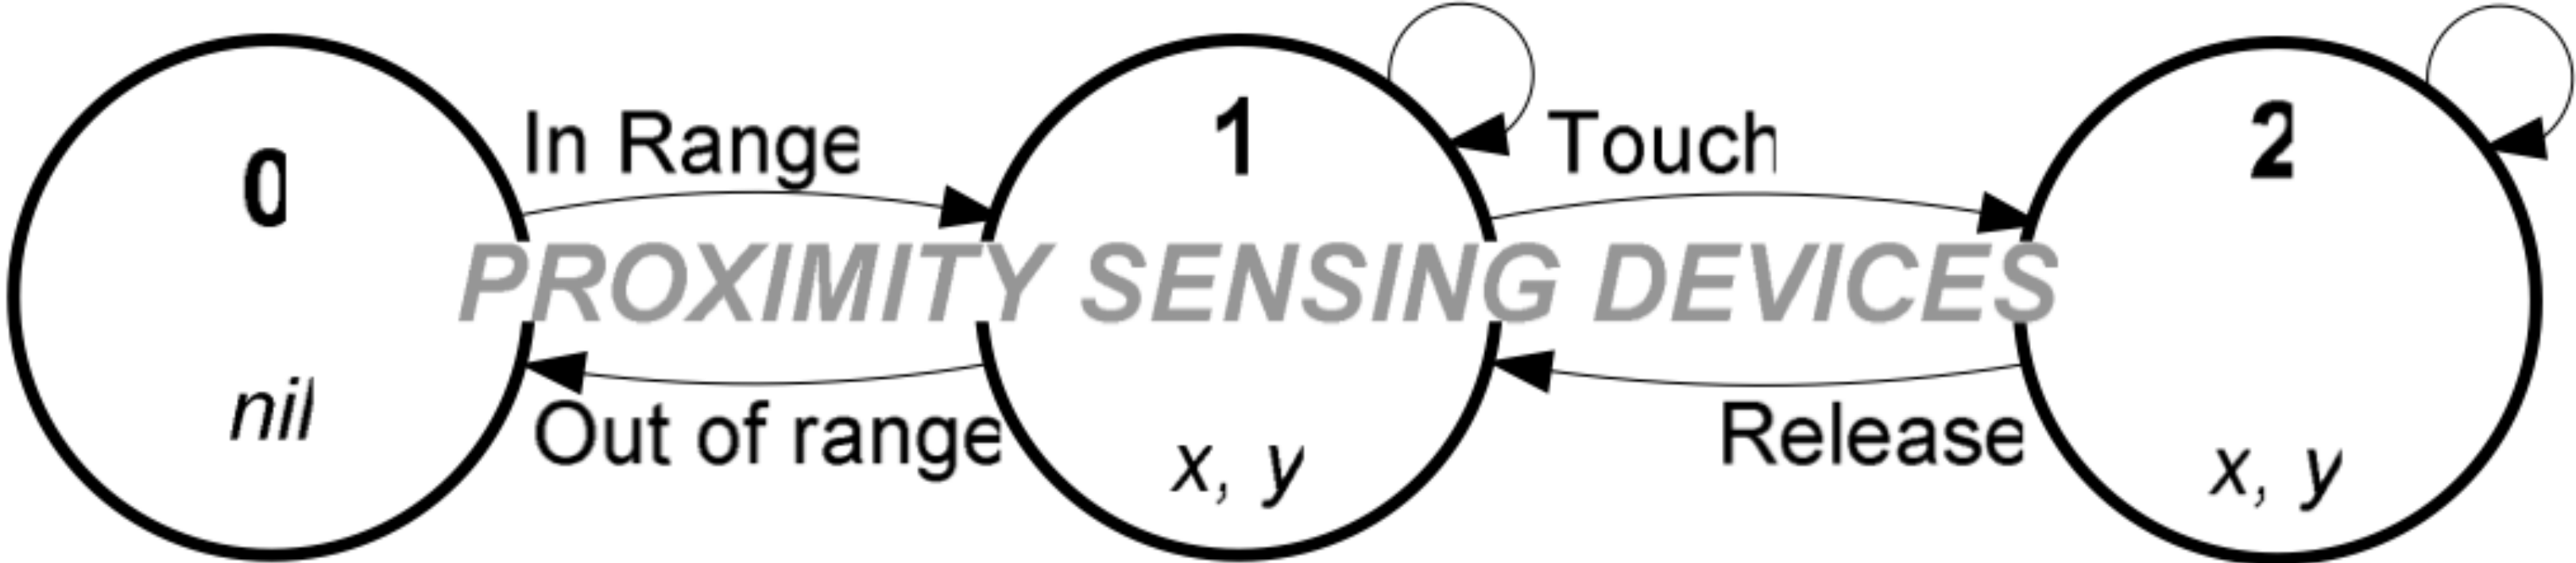 0
nil
In Range
Out of range
PROXIMITY SENSING DEVICES
1
x, y
Touch
Release
2
x, y